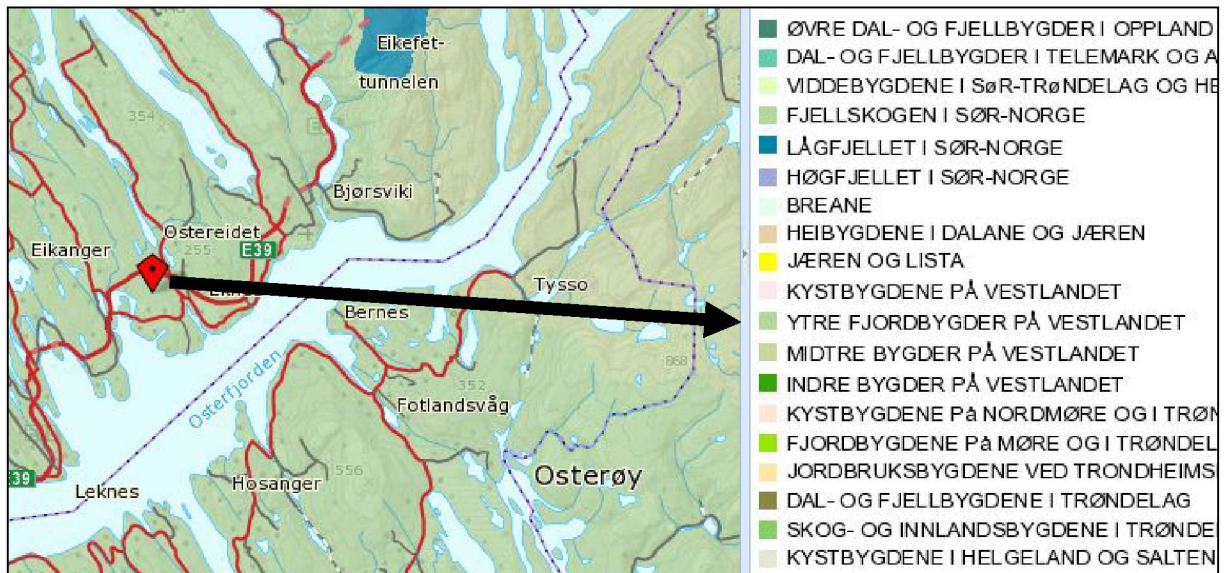 Eikefet-
tunnelen
354
E39
Bjørsviki
Ostereidet
255
E39
Eikanger
Tysso
Bernes
868
Osterfjorden
352
Fotlandsvåg
556
Osterøy
Hosanger
E39
Leknes
ØVRE DAL- OG FJELLBYGDER I OPPLAND
DAL- OG FJELLBYGDER I TELEMARK OG A
VIDDEBYGDENE I SøR-TRøNDELAG OG HE
FJELLSKOGEN I SØR-NORGE
LÅGFJELLET I SØR-NORGE
HØGFJELLET I SØR-NORGE
BREANE
HEIBYGDENE I DALANE OG JÆREN
JÆREN OG LISTA
KYSTBYGDENE PÅ VESTLANDET
YTRE FJORDBYGDER PÅ VESTLANDET
MIDTRE BYGDER PÅ VESTLANDET
INDRE BYGDER PÅ VESTLANDET
KYSTBYGDENE På NORDMØRE OG I TRØN
FJORDBYGDENE På MØRE OG I TRØNDEL
JORDBRUKSBYGDENE VED TRONDHEIMS
DAL- OG FJELLBYGDENE I TRØNDELAG
SKOG- OG INNLANDSBYGDENE I TRØNDE
KYSTBYGDENE I HELGELAND OG SALTEN